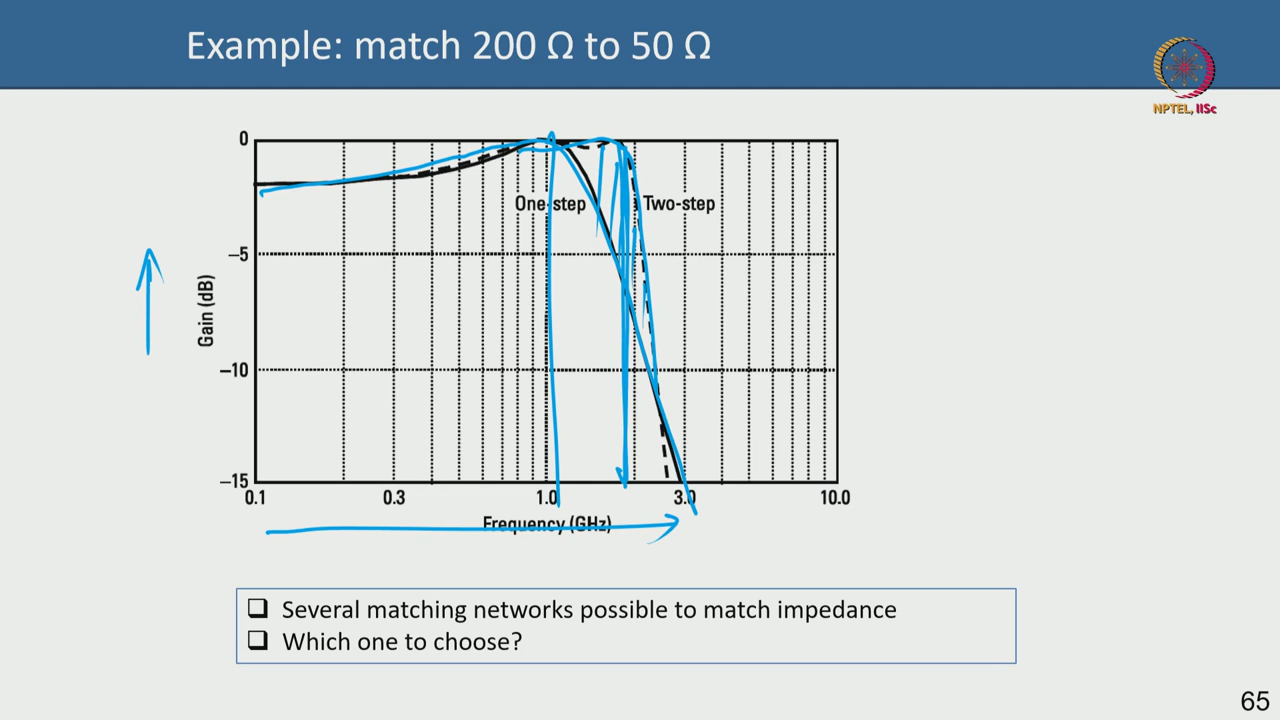 Example: match 200 Ω to 50 Ω
NPTEL, IISc
0
One-step
Two-step
–5
Gain (dB)
–10
–15
0.1
0.3
1.0
3.0
10.0
Frequency (GHz)
❑ Several matching networks possible to match impedance
❑ Which one to choose?
65